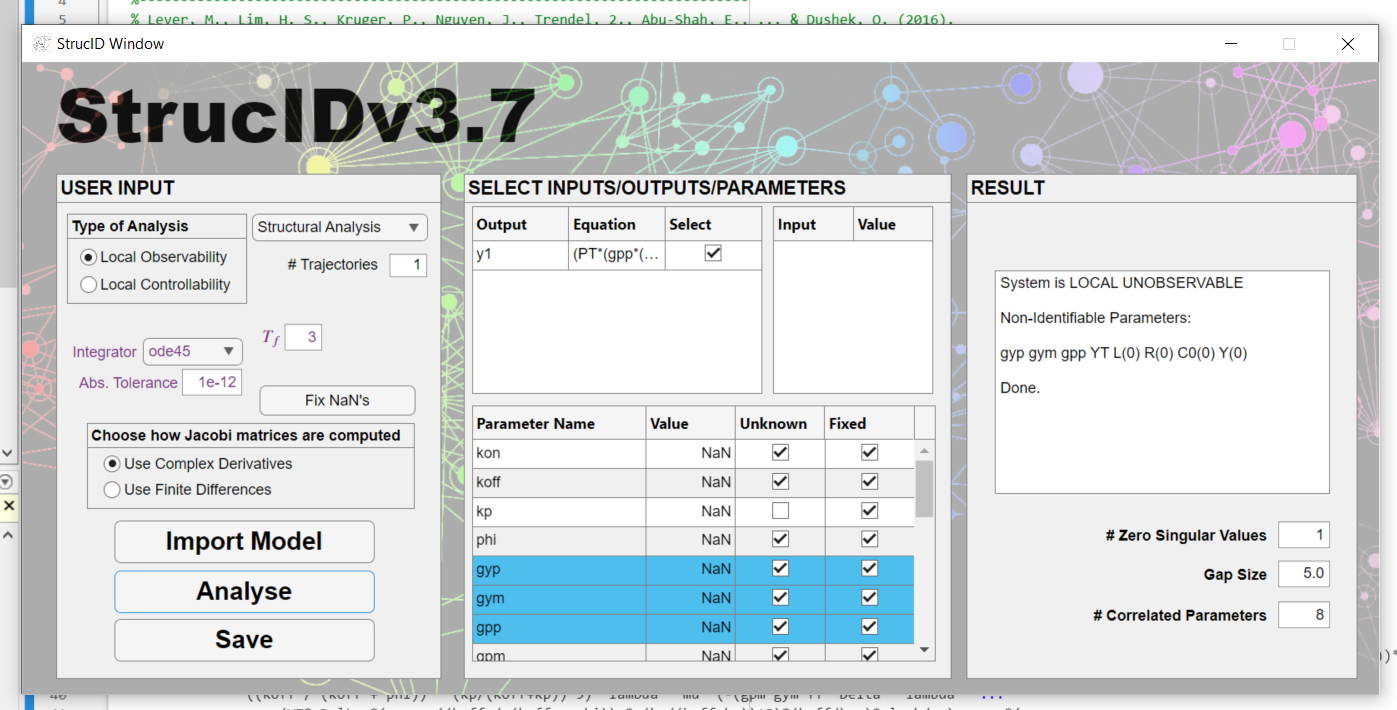 4
5
% Lever, M., Lim, H. S., Kruger, P., Nguyen, J., Trendel, 2., Abu-Shah, E., ... & Dushek, O. (2016).
StrucID Window
StrucIDv3.7
USER INPUT
Type of Analysis
Local Observability
Local Controllability
Structural Analysis
# Trajectories 1
Integrator ode45
Tf 3
Abs. Tolerance 1e-12
Fix NaN's
Choose how Jacobi matrices are computed
Use Complex Derivatives
Use Finite Differences
Import Model
Analyse
Save
SELECT INPUTS/OUTPUTS/PARAMETERS
Output Equation Select
y1 (PT*(gpp*(...
Input Value
Parameter Name Value Unknown Fixed
kon NaN
koff NaN
kp NaN
phi NaN
gyp NaN
gym NaN
gpp NaN
gpm NaN
RESULT
System is LOCAL UNOBSERVABLE
Non-Identifiable Parameters:
gyp gym gpp YT L(0) R(0) C0(0) Y(0)
Done.
# Zero Singular Values 1
Gap Size 5.0
# Correlated Parameters 8